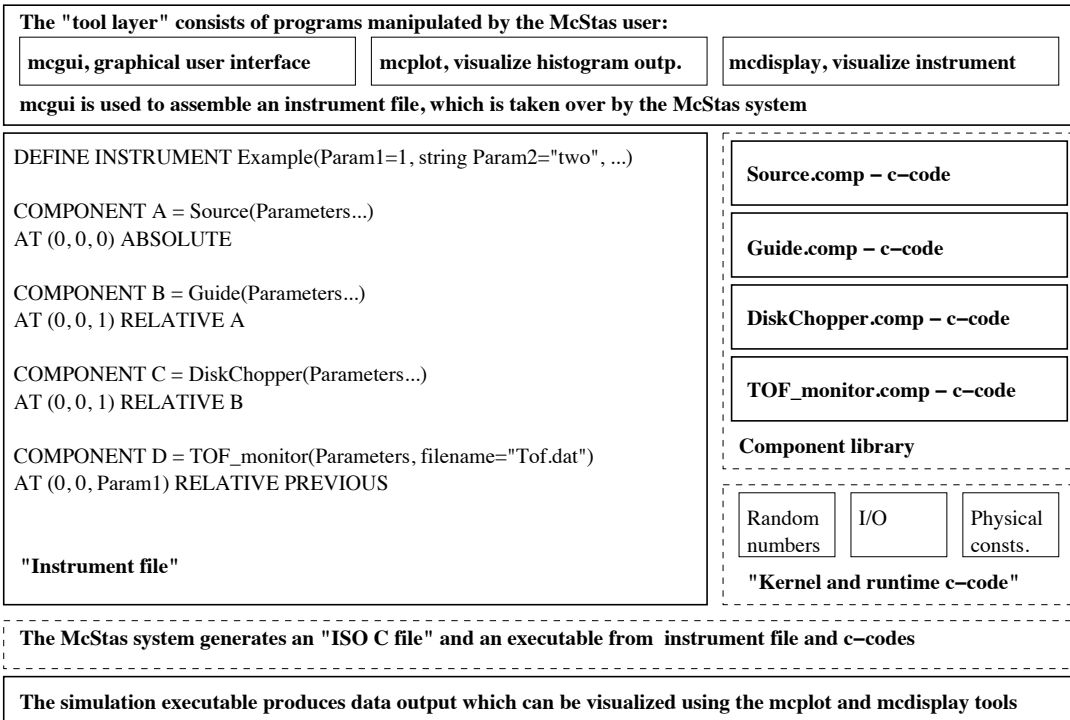 The "tool layer" consists of programs manipulated by the McStas user:
mcgui, graphical user interface
mcplot, visualize histogram outp.
mcdisplay, visualize instrument
mcgui is used to assemble an instrument file, which is taken over by the McStas system
DEFINE INSTRUMENT Example(Param1=1, string Param2="two", ...)
COMPONENT A = Source(Parameters...)
AT (0, 0, 0) ABSOLUTE
COMPONENT B = Guide(Parameters...)
AT (0, 0, 1) RELATIVE A
COMPONENT C = DiskChopper(Parameters...)
AT (0, 0, 1) RELATIVE B
COMPONENT D = TOF_monitor(Parameters, filename="Tof.dat")
AT (0, 0, Param1) RELATIVE PREVIOUS
"Instrument file"
Source.comp − c−code
Guide.comp − c−code
DiskChopper.comp − c−code
TOF_monitor.comp − c−code
Component library
Random
numbers
I/O
Physical
consts.
"Kernel and runtime c−code"
The McStas system generates an "ISO C file" and an executable from instrument file and c−codes
The simulation executable produces data output which can be visualized using the mcplot and mcdisplay tools